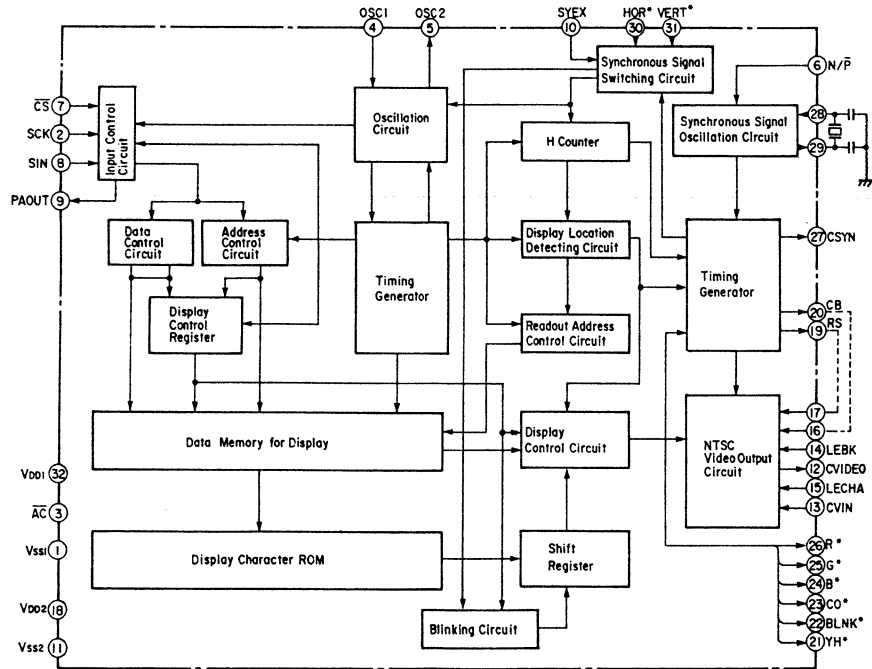 OSC1 OSC2 SYEX HOR* VERT*
4 5 10 30 31
6 N/P̅
Synchronous Signal
Switching Circuit
C̅S̅ 7
SCK 2
SIN 8
PAOUT 9
Input Control
Circuit
Oscillation
Circuit
H Counter
Synchronous Signal
Oscillation Circuit
28
29
Data
Control
Circuit
Address
Control
Circuit
Timing
Generator
Display Location
Detecting Circuit
Timing
Generator
27 CSYN
Display
Control
Register
Readout Address
Control Circuit
20 CB
19 RS
Data Memory for Display
Display
Control Circuit
NTSC
Video Output
Circuit
17
16
14 LEBK
12 CVIDEO
15 LECHA
13 CVIN
VDD1 32
A̅C̅ 3
VSS1 1
VDD2 18
VSS2 11
Display Character ROM
Shift
Register
Blinking Circuit
26 R*
25 G*
24 B*
23 CO*
22 BLNK*
21 YH*